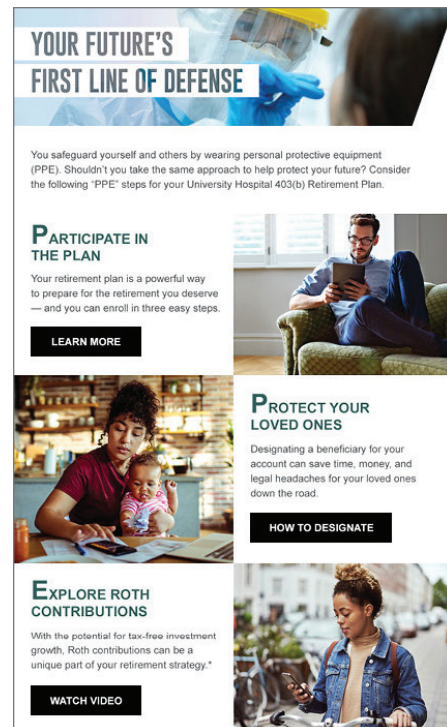 YOUR FUTURE'S
FIRST LINE OF DEFENSE
You safeguard yourself and others by wearing personal protective equipment
(PPE). Shouldn't you take the same approach to help protect your future? Consider
the following "PPE" steps for your University Hospital 403(b) Retirement Plan.
PARTICIPATE IN
THE PLAN
Your retirement plan is a powerful way
to prepare for the retirement you deserve
— and you can enroll in three easy steps.
LEARN MORE
PROTECT YOUR
LOVED ONES
Designating a beneficiary for your
account can save time, money, and
legal headaches for your loved ones
down the road.
HOW TO DESIGNATE
EXPLORE ROTH
CONTRIBUTIONS
With the potential for tax-free investment
growth, Roth contributions can be a
unique part of your retirement strategy.*
WATCH VIDEO